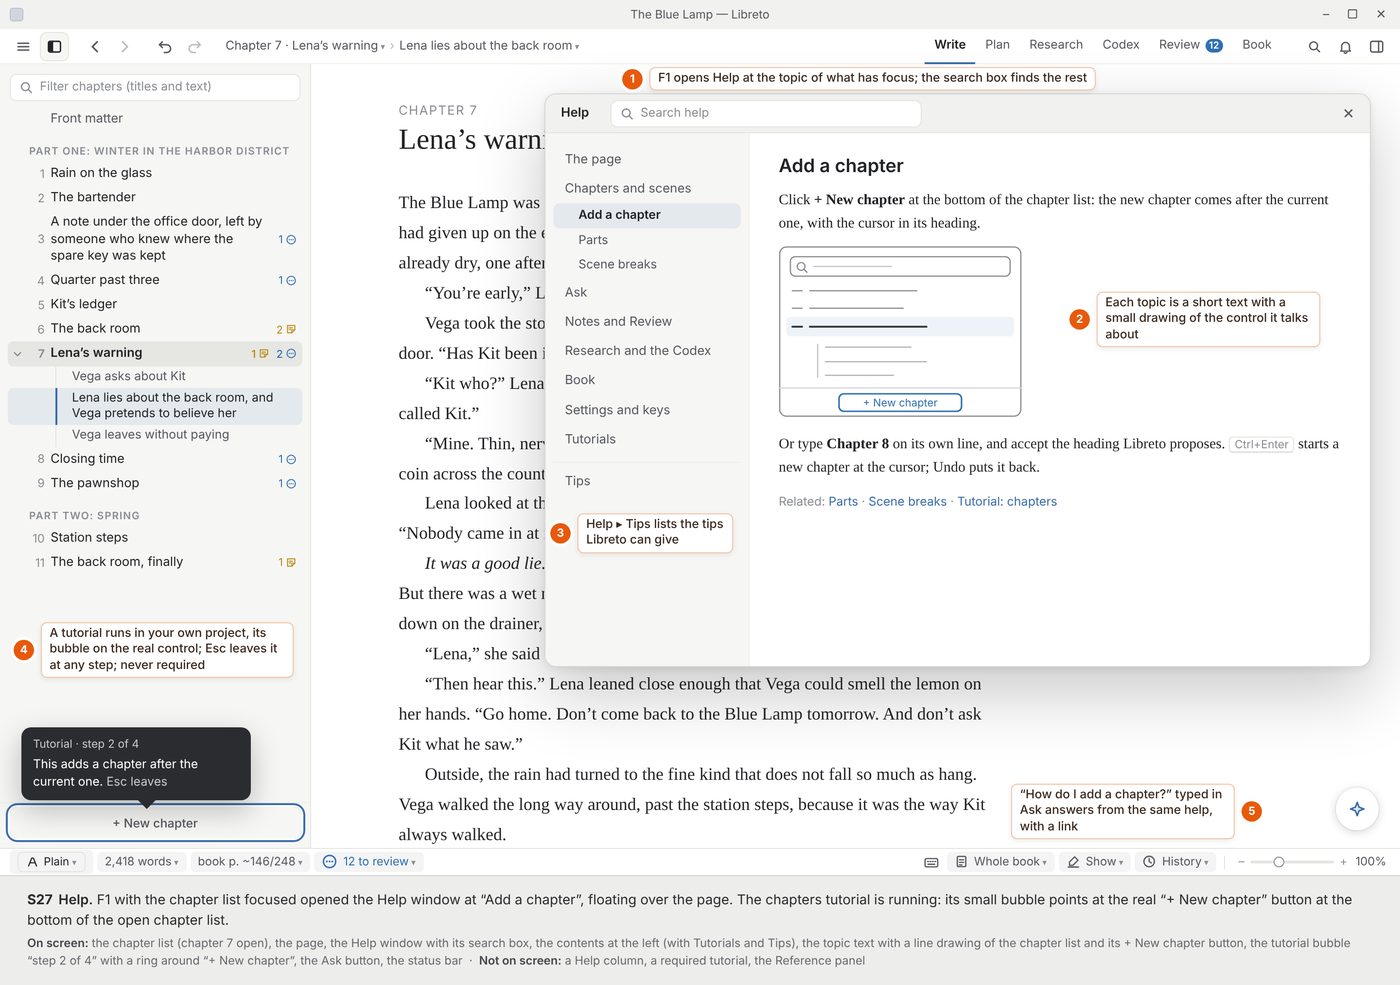 The Blue Lamp — Libreto
Chapter 7 · Lena’s warning ▾ › Lena lies about the back room ▾
Write Plan Research Codex Review 12 Book
Filter chapters (titles and text)
Front matter
PART ONE: WINTER IN THE HARBOR DISTRICT
1 Rain on the glass
2 The bartender
A note under the office door, left by
3 someone who knew where the 1
spare key was kept
4 Quarter past three 1
5 Kit’s ledger
6 The back room 2
7 Lena’s warning 1 2
Vega asks about Kit
Lena lies about the back room, and
Vega pretends to believe her
Vega leaves without paying
8 Closing time 1
9 The pawnshop 1
PART TWO: SPRING
10 Station steps
11 The back room, finally 1
4 A tutorial runs in your own project, its
bubble on the real control; Esc leaves it
at any step; never required
Tutorial · step 2 of 4
This adds a chapter after the
current one. Esc leaves
+ New chapter
1 F1 opens Help at the topic of what has focus; the search box finds the rest
CHAPTER 7
Lena’s warn
The Blue Lamp was
had given up on the e
already dry, one after
“You’re early,” L
Vega took the sto
door. “Has Kit been i
“Kit who?” Lena
called Kit.”
“Mine. Thin, nerv
coin across the count
Lena looked at th
“Nobody came in at
It was a good lie.
But there was a wet r
down on the drainer,
“Lena,” she said
“Then hear this.” Lena leaned close enough that Vega could smell the lemon on
her hands. “Go home. Don’t come back to the Blue Lamp tomorrow. And don’t ask
Kit what he saw.”
Outside, the rain had turned to the fine kind that does not fall so much as hang.
Vega walked the long way around, past the station steps, because it was the way Kit
always walked.
Help Search help
The page
Chapters and scenes
Add a chapter
Parts
Scene breaks
Ask
Notes and Review
Research and the Codex
Book
Settings and keys
Tutorials
Tips
3 Help ▸ Tips lists the tips
Libreto can give
Add a chapter
Click + New chapter at the bottom of the chapter list: the new chapter comes after the current
one, with the cursor in its heading.
+ New chapter
2 Each topic is a short text with a
small drawing of the control it talks
about
Or type Chapter 8 on its own line, and accept the heading Libreto proposes. Ctrl+Enter starts a
new chapter at the cursor; Undo puts it back.
Related: Parts · Scene breaks · Tutorial: chapters
“How do I add a chapter?” typed in
Ask answers from the same help, 5
with a link
A Plain ▾ 2,418 words ▾ book p. ~146/248 ▾ 12 to review ▾ Whole book ▾ Show ▾ History ▾ − + 100%
S27 Help. F1 with the chapter list focused opened the Help window at “Add a chapter”, floating over the page. The chapters tutorial is running: its small bubble points at the real “+ New chapter” button at the
bottom of the open chapter list.
On screen: the chapter list (chapter 7 open), the page, the Help window with its search box, the contents at the left (with Tutorials and Tips), the topic text with a line drawing of the chapter list and its + New chapter button, the tutorial bubble
“step 2 of 4” with a ring around “+ New chapter”, the Ask button, the status bar · Not on screen: a Help column, a required tutorial, the Reference panel